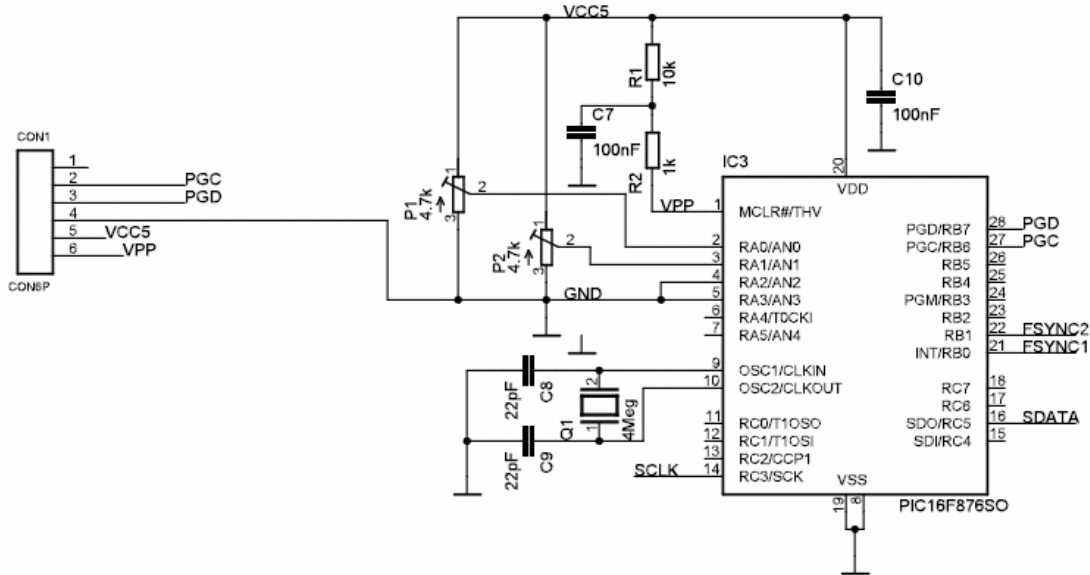 VCC5
R1
10k
C10
100nF
C7
100nF
R2
1k
CON1
1
2
PGC
3
PGD
4
5
VCC5
6
VPP
CON6P
P1
4.7k
1
2
3
P2
4.7k
1
2
3
GND
IC3
20
VDD
VPP
1
MCLR#/THV
2
RA0/AN0
3
RA1/AN1
4
RA2/AN2
5
RA3/AN3
6
RA4/T0CKI
7
RA5/AN4
9
OSC1/CLKIN
10
OSC2/CLKOUT
11
RC0/T1OSO
12
RC1/T1OSI
13
RC2/CCP1
SCLK
14
RC3/SCK
PGD/RB7
28
PGD
PGC/RB6
27
PGC
RB5
26
RB4
25
PGM/RB3
24
RB2
23
RB1
22
FSYNC2
INT/RB0
21
FSYNC1
RC7
18
RC6
17
SDO/RC5
16
SDATA
SDI/RC4
15
VSS
19
8
PIC16F876SO
22pF
C8
22pF
C9
Q1
2
1
4Meg